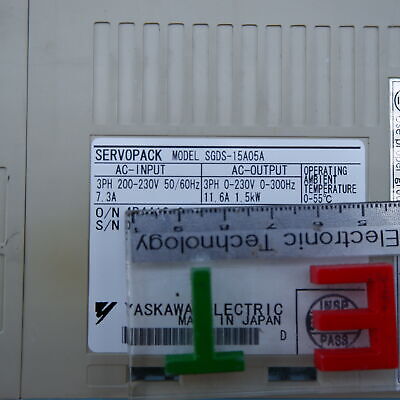 SERVOPACK MODEL SGDS-15A05A
AC-INPUT AC-OUTPUT OPERATING AMBIENT TEMPERATURE
3PH 200-230V 50/60Hz 3PH 0-230V 0-300Hz
7.3A 11.6A 1.5kW 0-55℃
O/N
S/N
Electronic Technology
YASKAWA ELECTRIC
MADE IN JAPAN
D
INSP
PASS
T
E